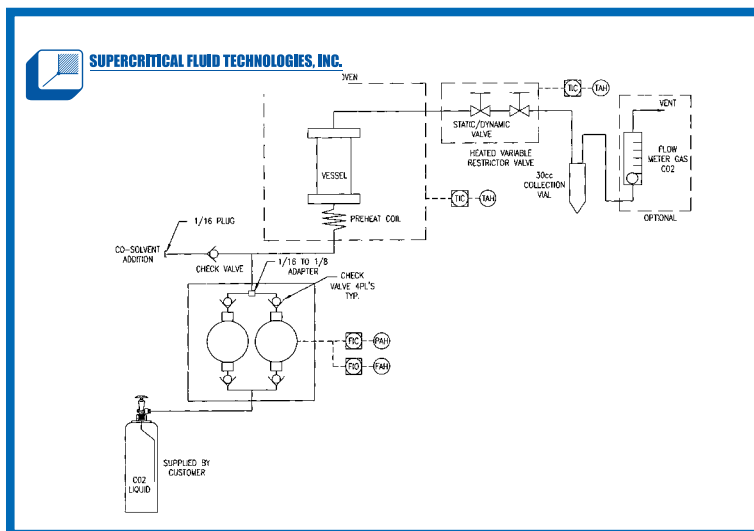 SUPERCRITICAL FLUID TECHNOLOGIES, INC.
OVEN
TIC
TAH
STATIC/DYNAMIC
VALVE
HEATED VARIABLE
RESTRICTOR VALVE
VENT
FLOW
METER GAS
CO2
OPTIONAL
30cc
COLLECTION
VIAL
VESSEL
TIC
TAH
PREHEAT COIL
1/16 PLUG
CO-SOLVENT
ADDITION
CHECK VALVE
1/16 TO 1/8
ADAPTER
CHECK
VALVE 4PL'S
TYP.
FIC
PAH
FIO
FAH
CO2
LIQUID
SUPPLIED BY
CUSTOMER